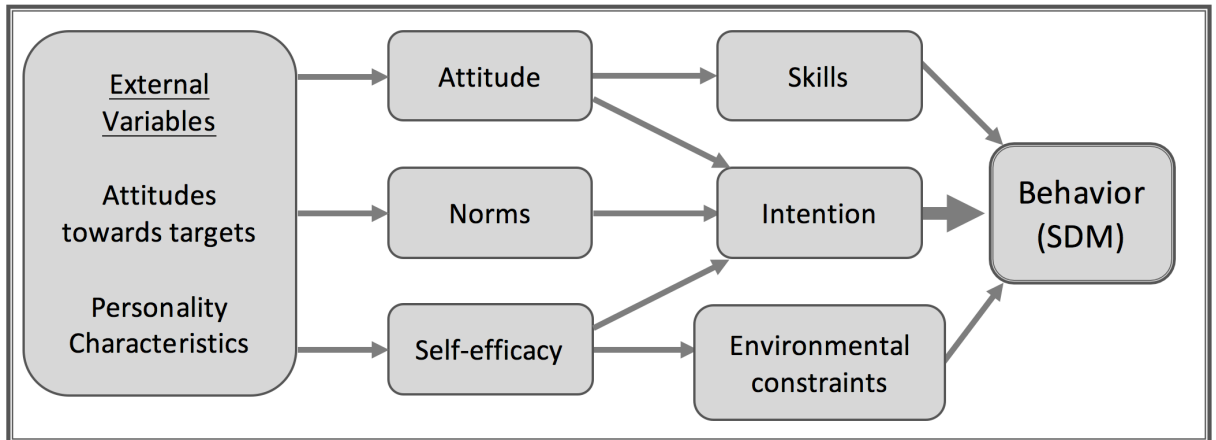 External
Variables
Attitudes
towards targets
Personality
Characteristics
Attitude
Norms
Self-efficacy
Skills
Intention
Environmental
constraints
Behavior
(SDM)